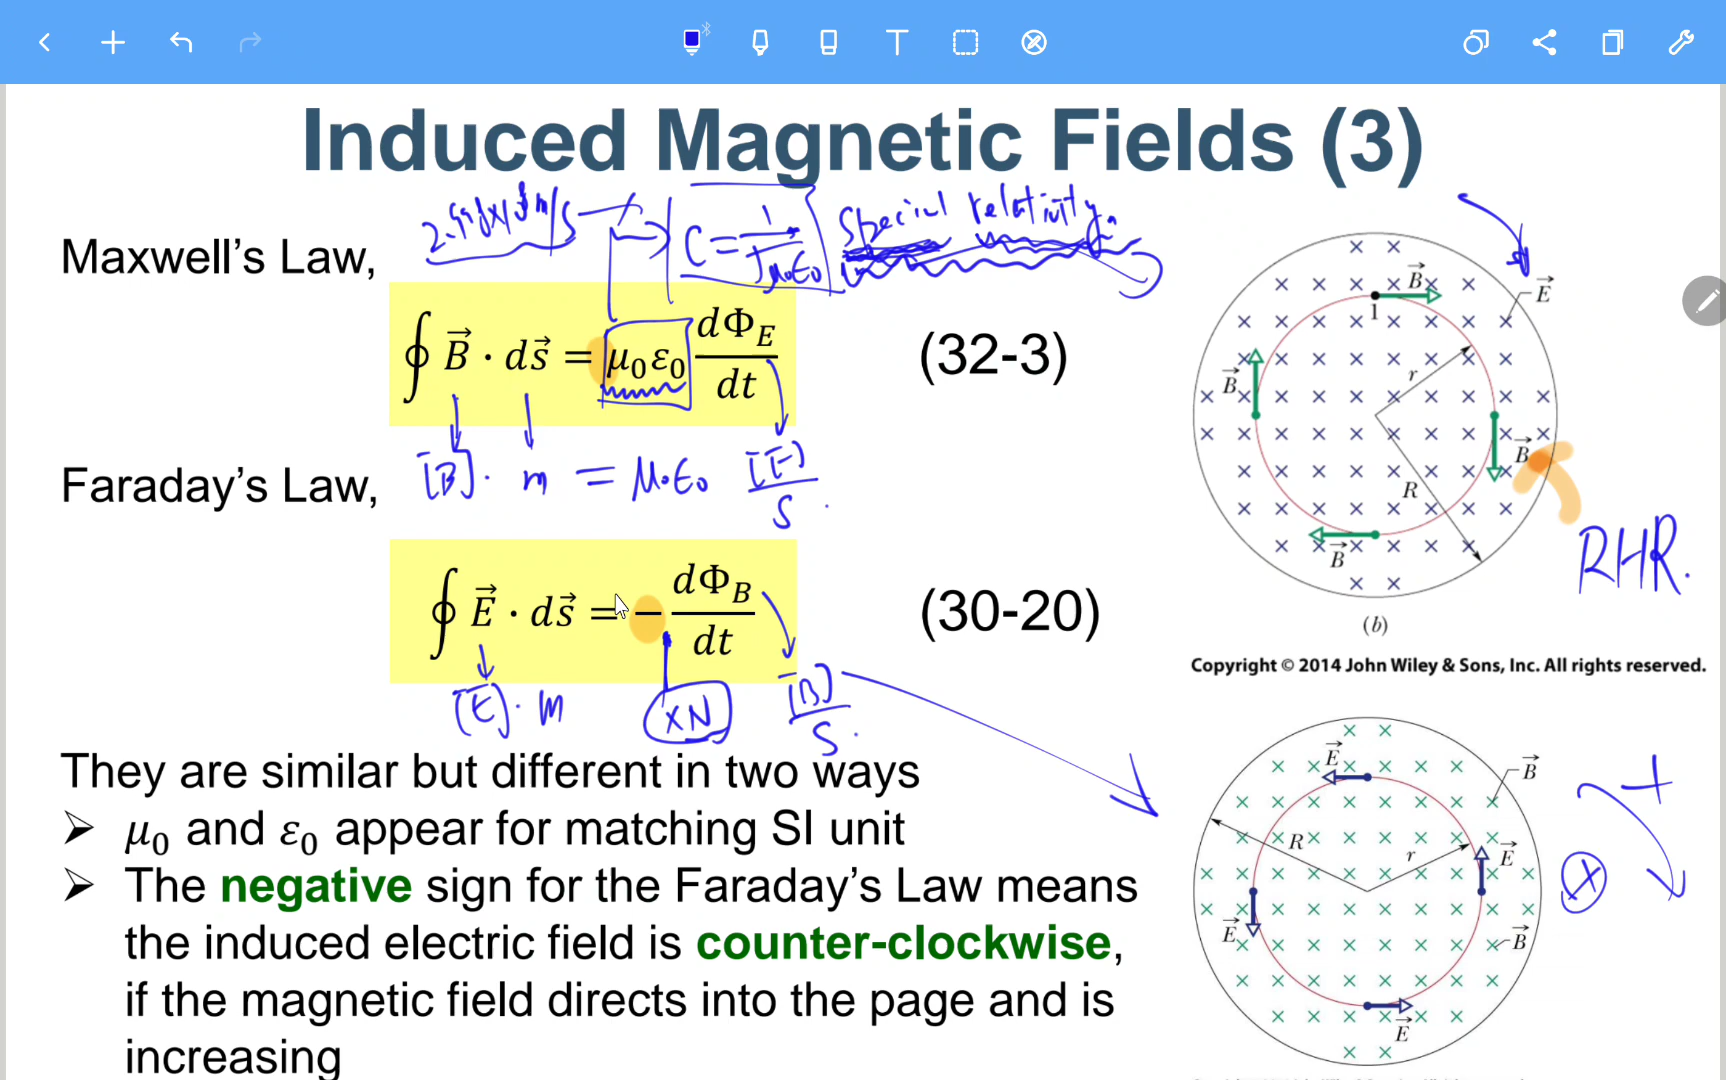 T
Induced Magnetic Fields (3)
2.998x10⁸ m/s → C = 1/√μ₀ε₀ Special relativity
Maxwell's Law,
∮ B⃗ · ds⃗ = μ₀ε₀ dΦ_E/dt
(32-3)
[B] · m = μ₀ε₀ [E]/s
Faraday's Law,
∮ E⃗ · ds⃗ = − dΦ_B/dt
(30-20)
[E] · m
×N
[B]/s
They are similar but different in two ways
➢ μ₀ and ε₀ appear for matching SI unit
➢ The negative sign for the Faraday's Law means
the induced electric field is counter-clockwise,
if the magnetic field directs into the page and is
increasing
B⃗
E⃗
1
r
B⃗
B⃗
R
B⃗
RHR.
(b)
Copyright © 2014 John Wiley & Sons, Inc. All rights reserved.
E⃗
B⃗
+
R
r
E⃗
E⃗
B⃗
E⃗